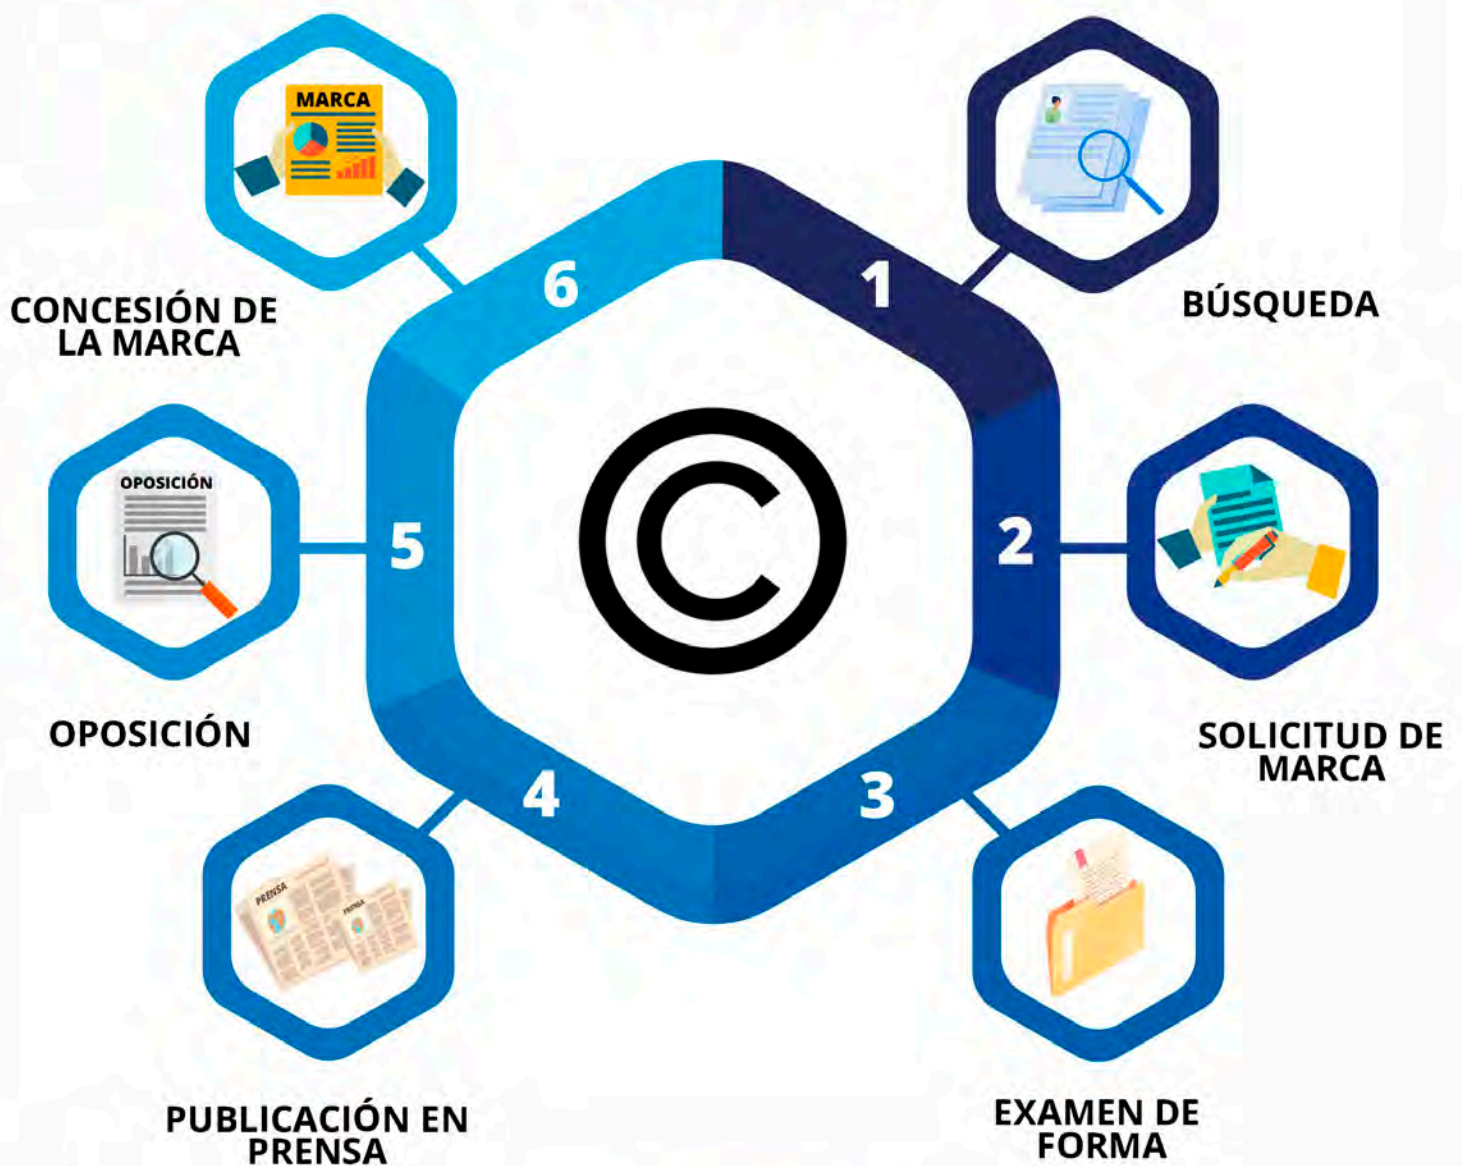 1
BÚSQUEDA
2
SOLICITUD DE
MARCA
3
EXAMEN DE
FORMA
4
PRENSA
PRENSA
PUBLICACIÓN EN
PRENSA
5
OPOSICIÓN
OPOSICIÓN
6
MARCA
CONCESIÓN DE
LA MARCA
©